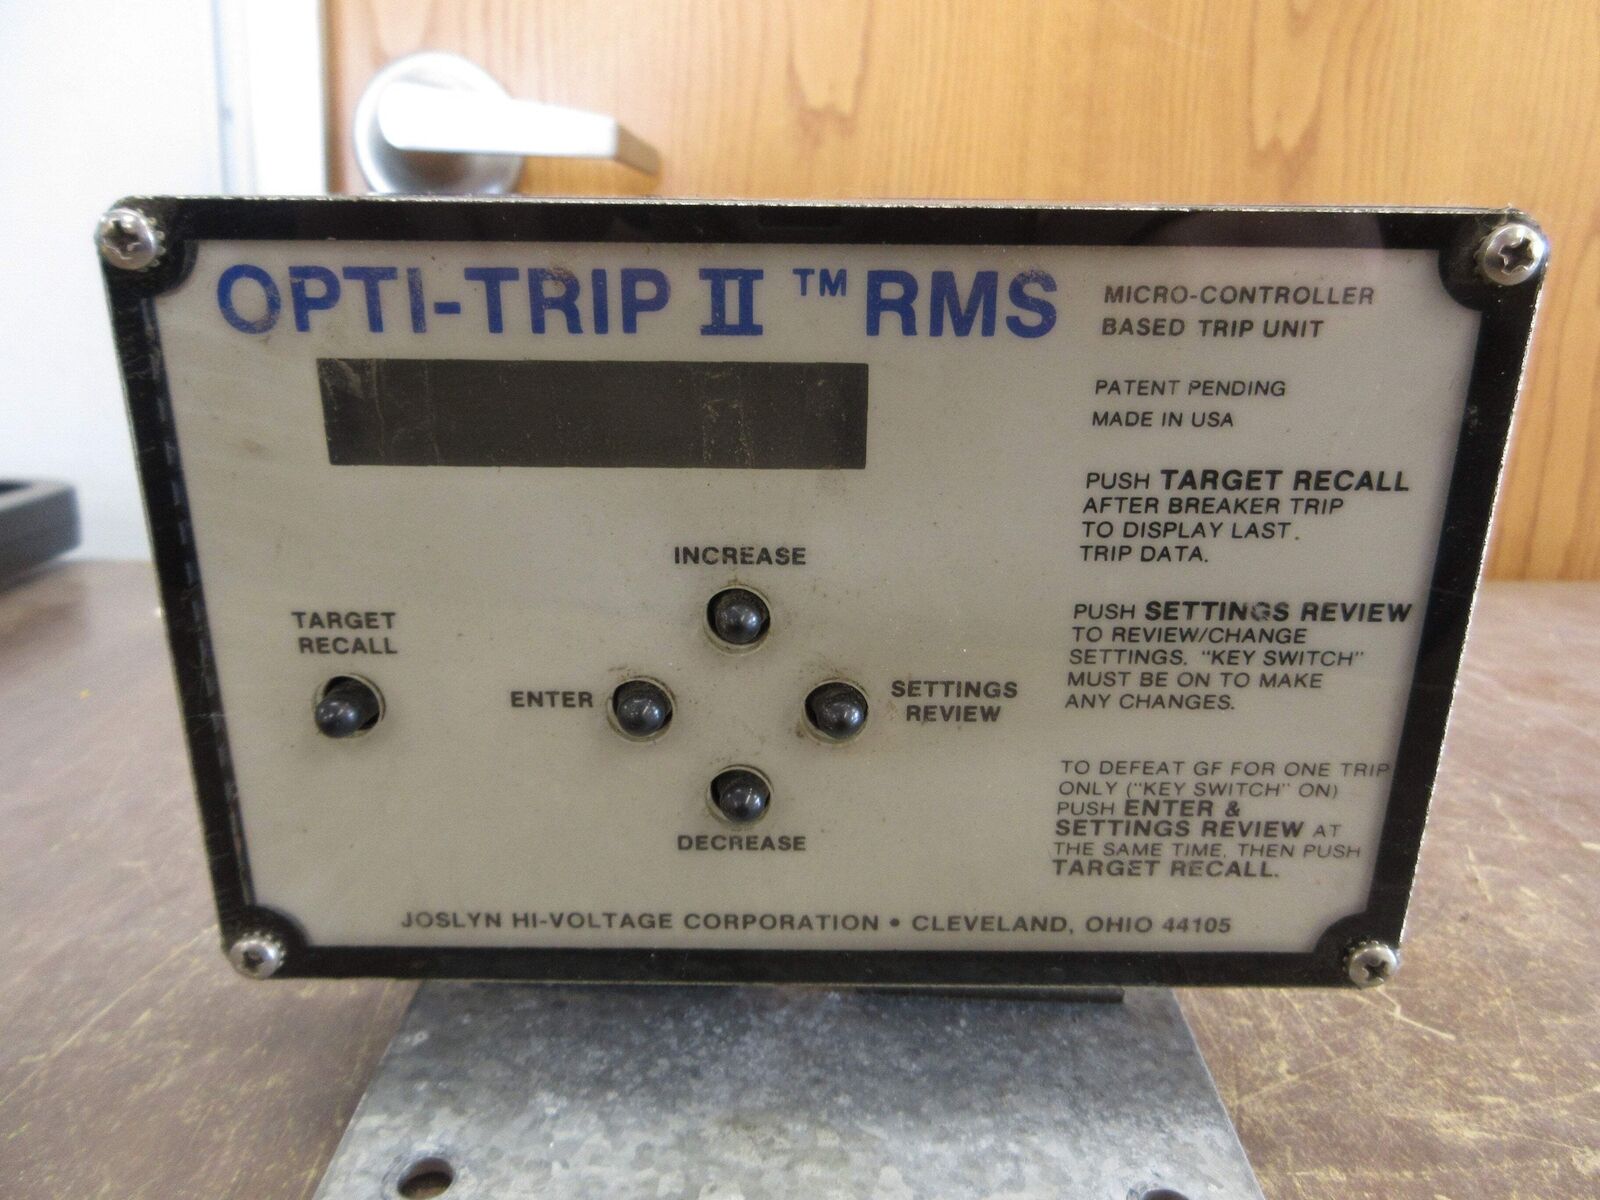 OPTI-TRIP II ™ RMS
MICRO-CONTROLLER
BASED TRIP UNIT
PATENT PENDING
MADE IN USA
PUSH TARGET RECALL
AFTER BREAKER TRIP
TO DISPLAY LAST.
TRIP DATA.
INCREASE
TARGET
RECALL
ENTER
SETTINGS
REVIEW
DECREASE
PUSH SETTINGS REVIEW
TO REVIEW/CHANGE
SETTINGS. "KEY SWITCH"
MUST BE ON TO MAKE
ANY CHANGES.
TO DEFEAT GF FOR ONE TRIP
ONLY ("KEY SWITCH" ON)
PUSH ENTER &
SETTINGS REVIEW AT
THE SAME TIME, THEN PUSH
TARGET RECALL.
JOSLYN HI-VOLTAGE CORPORATION • CLEVELAND, OHIO 44105